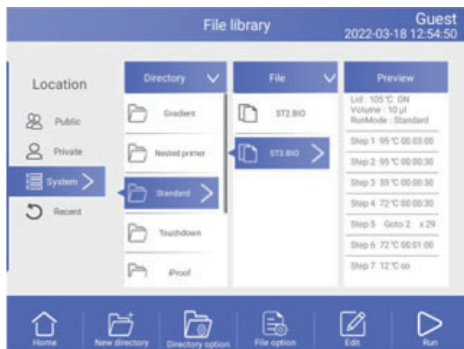 File library
Guest
2022-03-18 12:54:50
Location
Public
Private
System
Recent
Directory
Gradient
Nested primer
Standard
Touchdown
iProof
File
ST2.BIO
ST3.BIO
Preview
Lid : 105 ℃ ON
Volume : 10 μl
RunMode : Standard
Step 1 95 ℃ 00:03:00
Step 2 95 ℃ 00:00:30
Step 3 55 ℃ 00:00:30
Step 4 72 ℃ 00:00:30
Step 5 Goto 2 x 29
Step 6 72 ℃ 00:01:00
Step 7 12 ℃ ∞
Home
New directory
Directory option
File option
Edit
Run